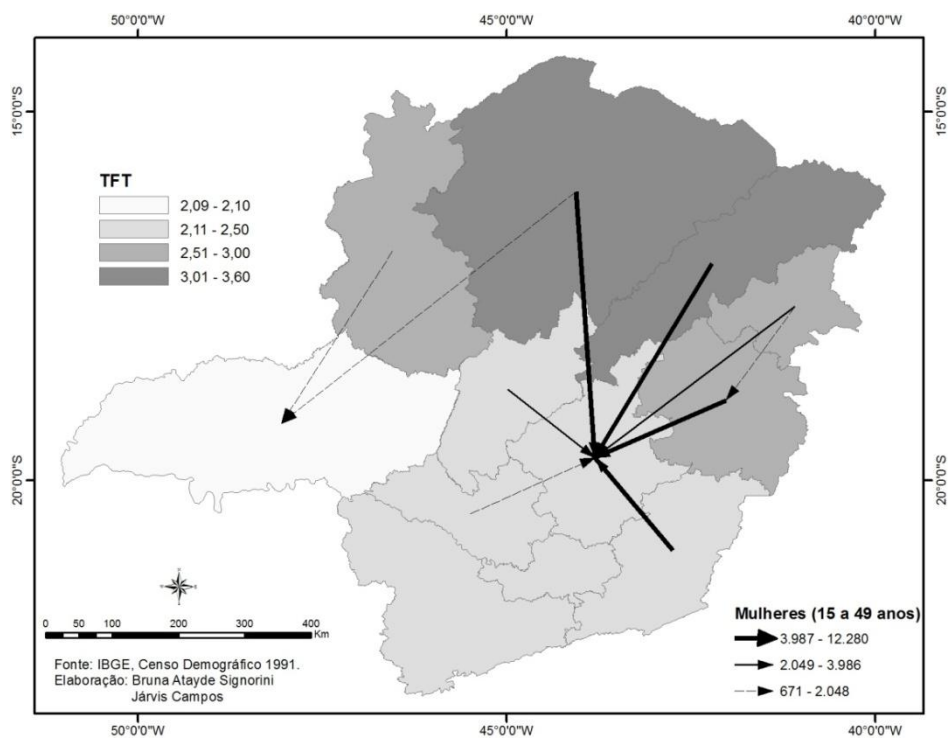 50°0'0"W
45°0'0"W
40°0'0"W
15°0'0"S
15°0'0"S
TFT
2,09 - 2,10
2,11 - 2,50
2,51 - 3,00
3,01 - 3,60
20°0'0"S
20°0'0"S
0 50 100 200 300 400
Km
Fonte: IBGE, Censo Demográfico 1991.
Elaboração: Bruna Atayde Signorini
Járvis Campos
Mulheres (15 a 49 anos)
3.987 - 12.280
2.049 - 3.986
671 - 2.048
50°0'0"W
45°0'0"W
40°0'0"W